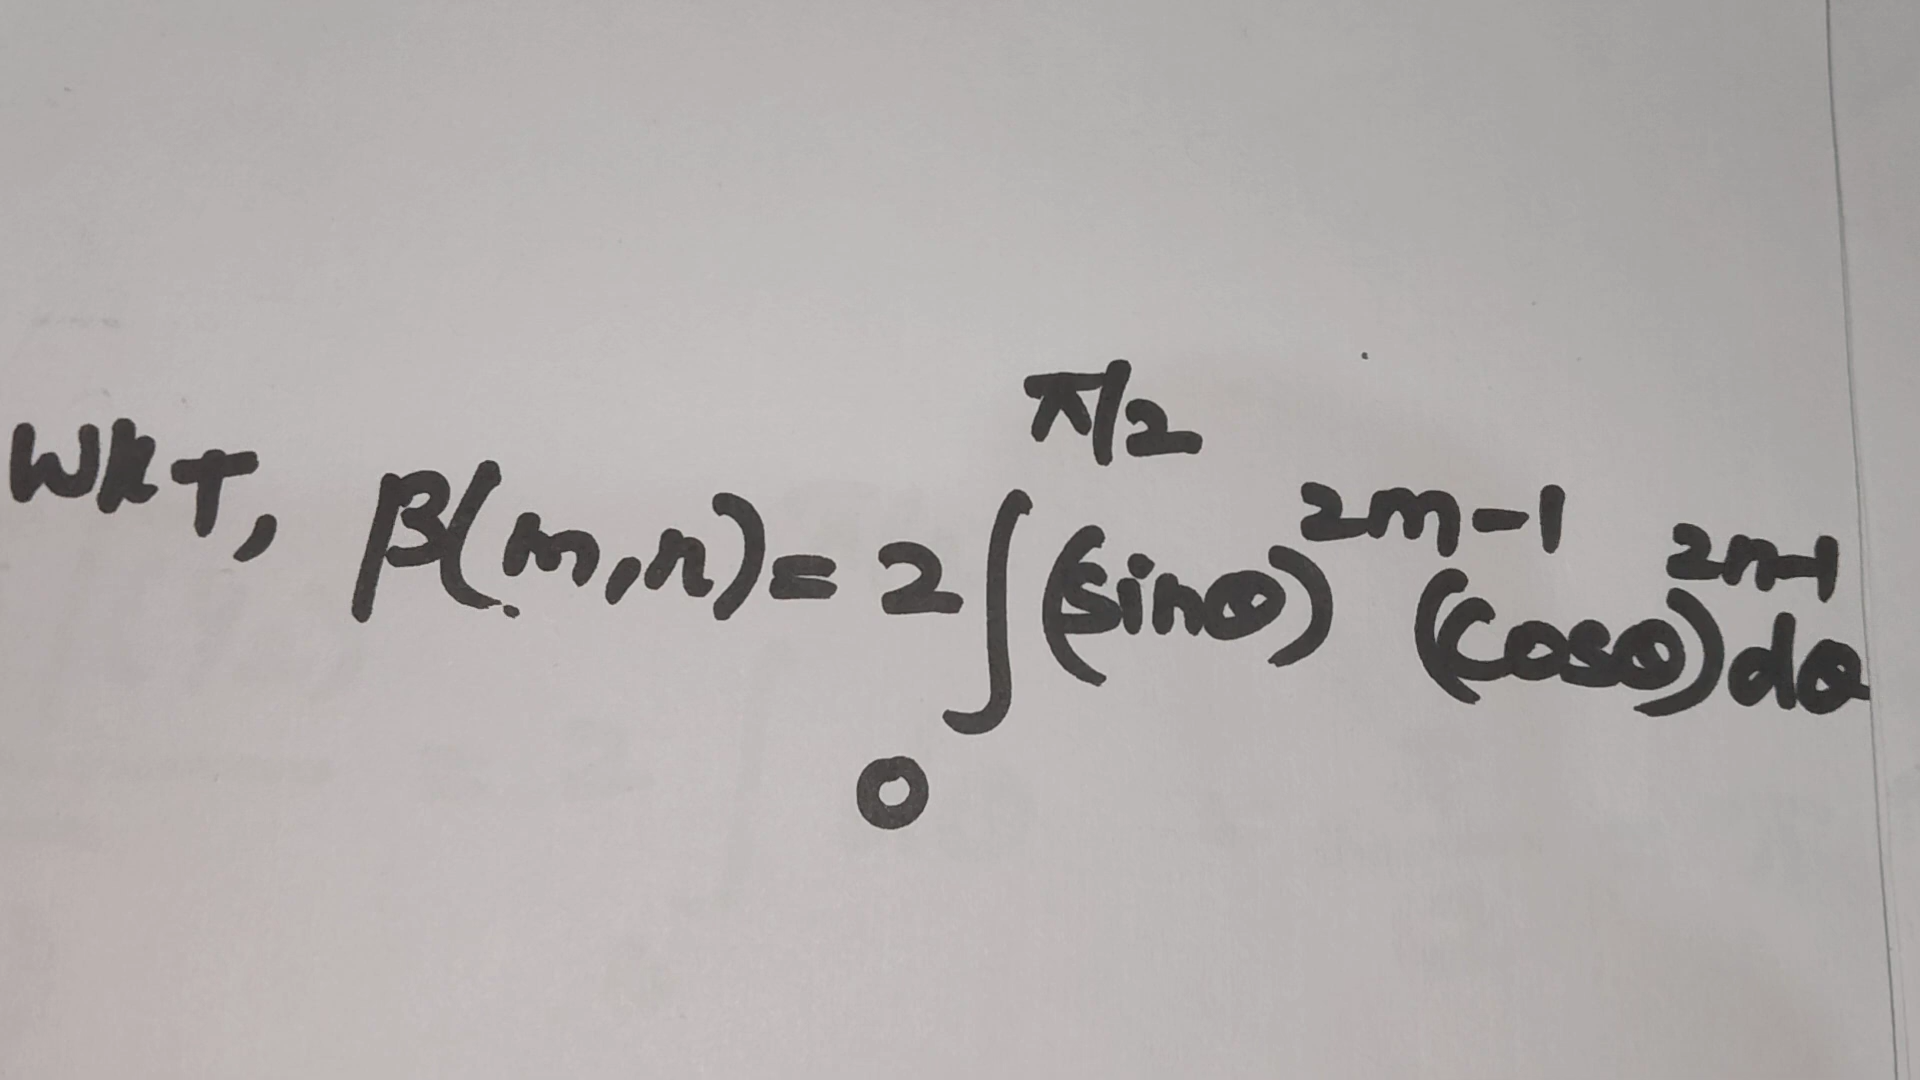 WKT, β(m,n) = 2 ∫₀^{π/2} (sinθ)^{2m-1} (cosθ)^{2n-1} dθ